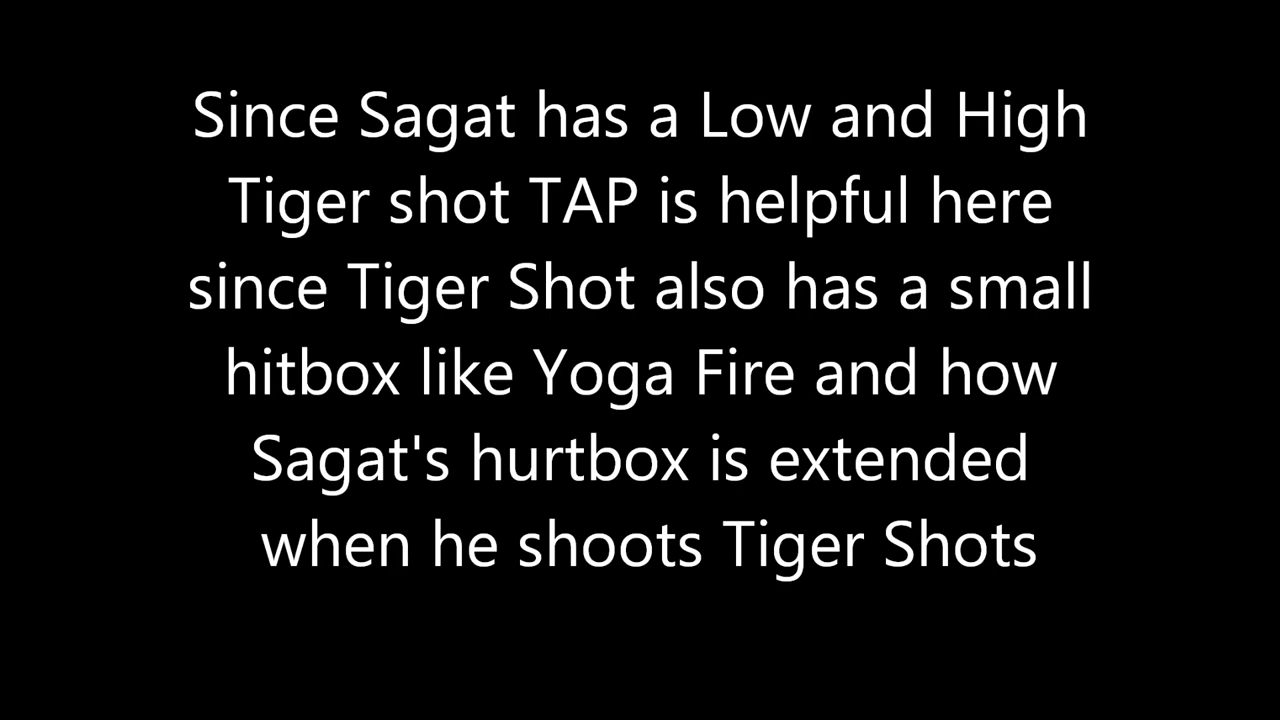 Since Sagat has a Low and High
Tiger shot TAP is helpful here
since Tiger Shot also has a small
hitbox like Yoga Fire and how
Sagat's hurtbox is extended
when he shoots Tiger Shots